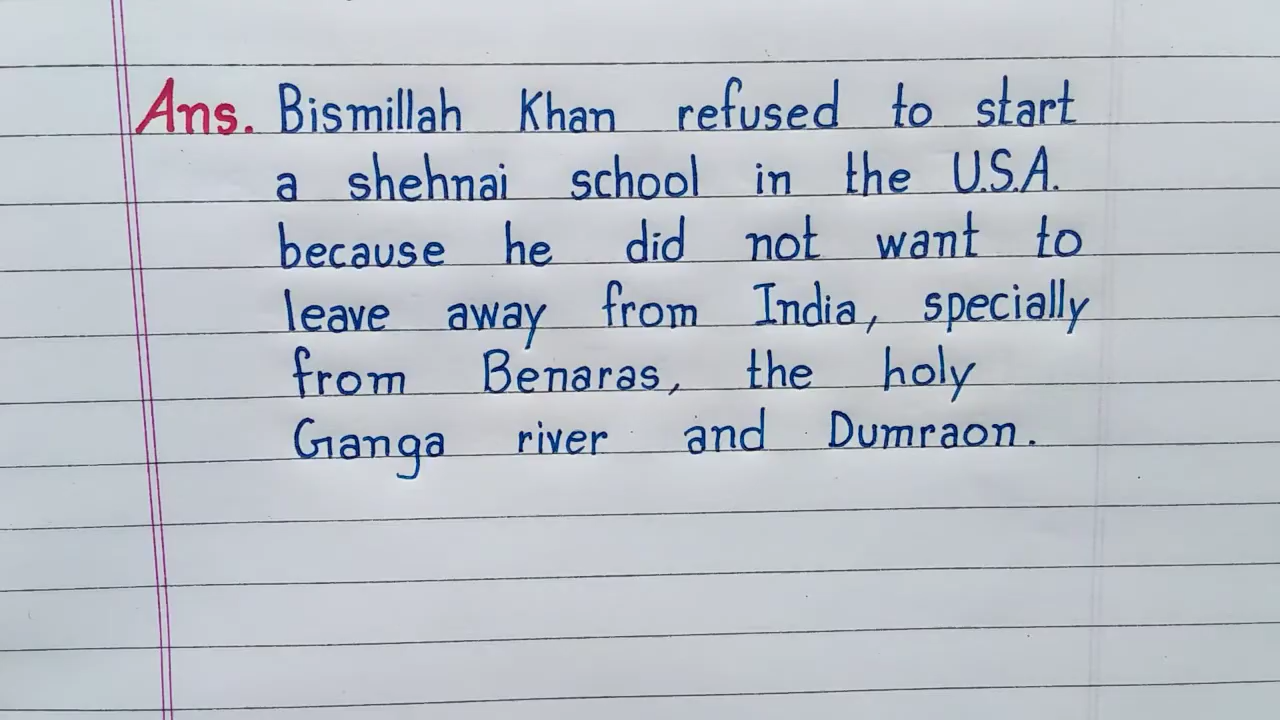 Ans. Bismillah Khan refused to start
a shehnai school in the U.S.A.
because he did not want to
leave away from India, specially
from Benaras, the holy
Ganga river and Dumraon.